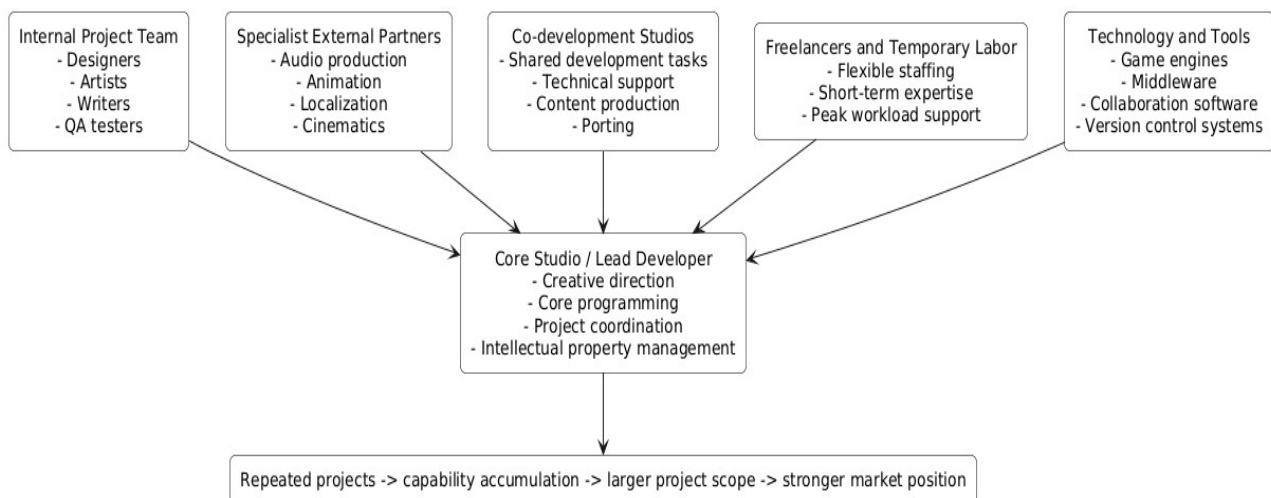 Internal Project Team
- Designers
- Artists
- Writers
- QA testers
Specialist External Partners
- Audio production
- Animation
- Localization
- Cinematics
Co-development Studios
- Shared development tasks
- Technical support
- Content production
- Porting
Freelancers and Temporary Labor
- Flexible staffing
- Short-term expertise
- Peak workload support
Technology and Tools
- Game engines
- Middleware
- Collaboration software
- Version control systems
Core Studio / Lead Developer
- Creative direction
- Core programming
- Project coordination
- Intellectual property management
Repeated projects -> capability accumulation -> larger project scope -> stronger market position